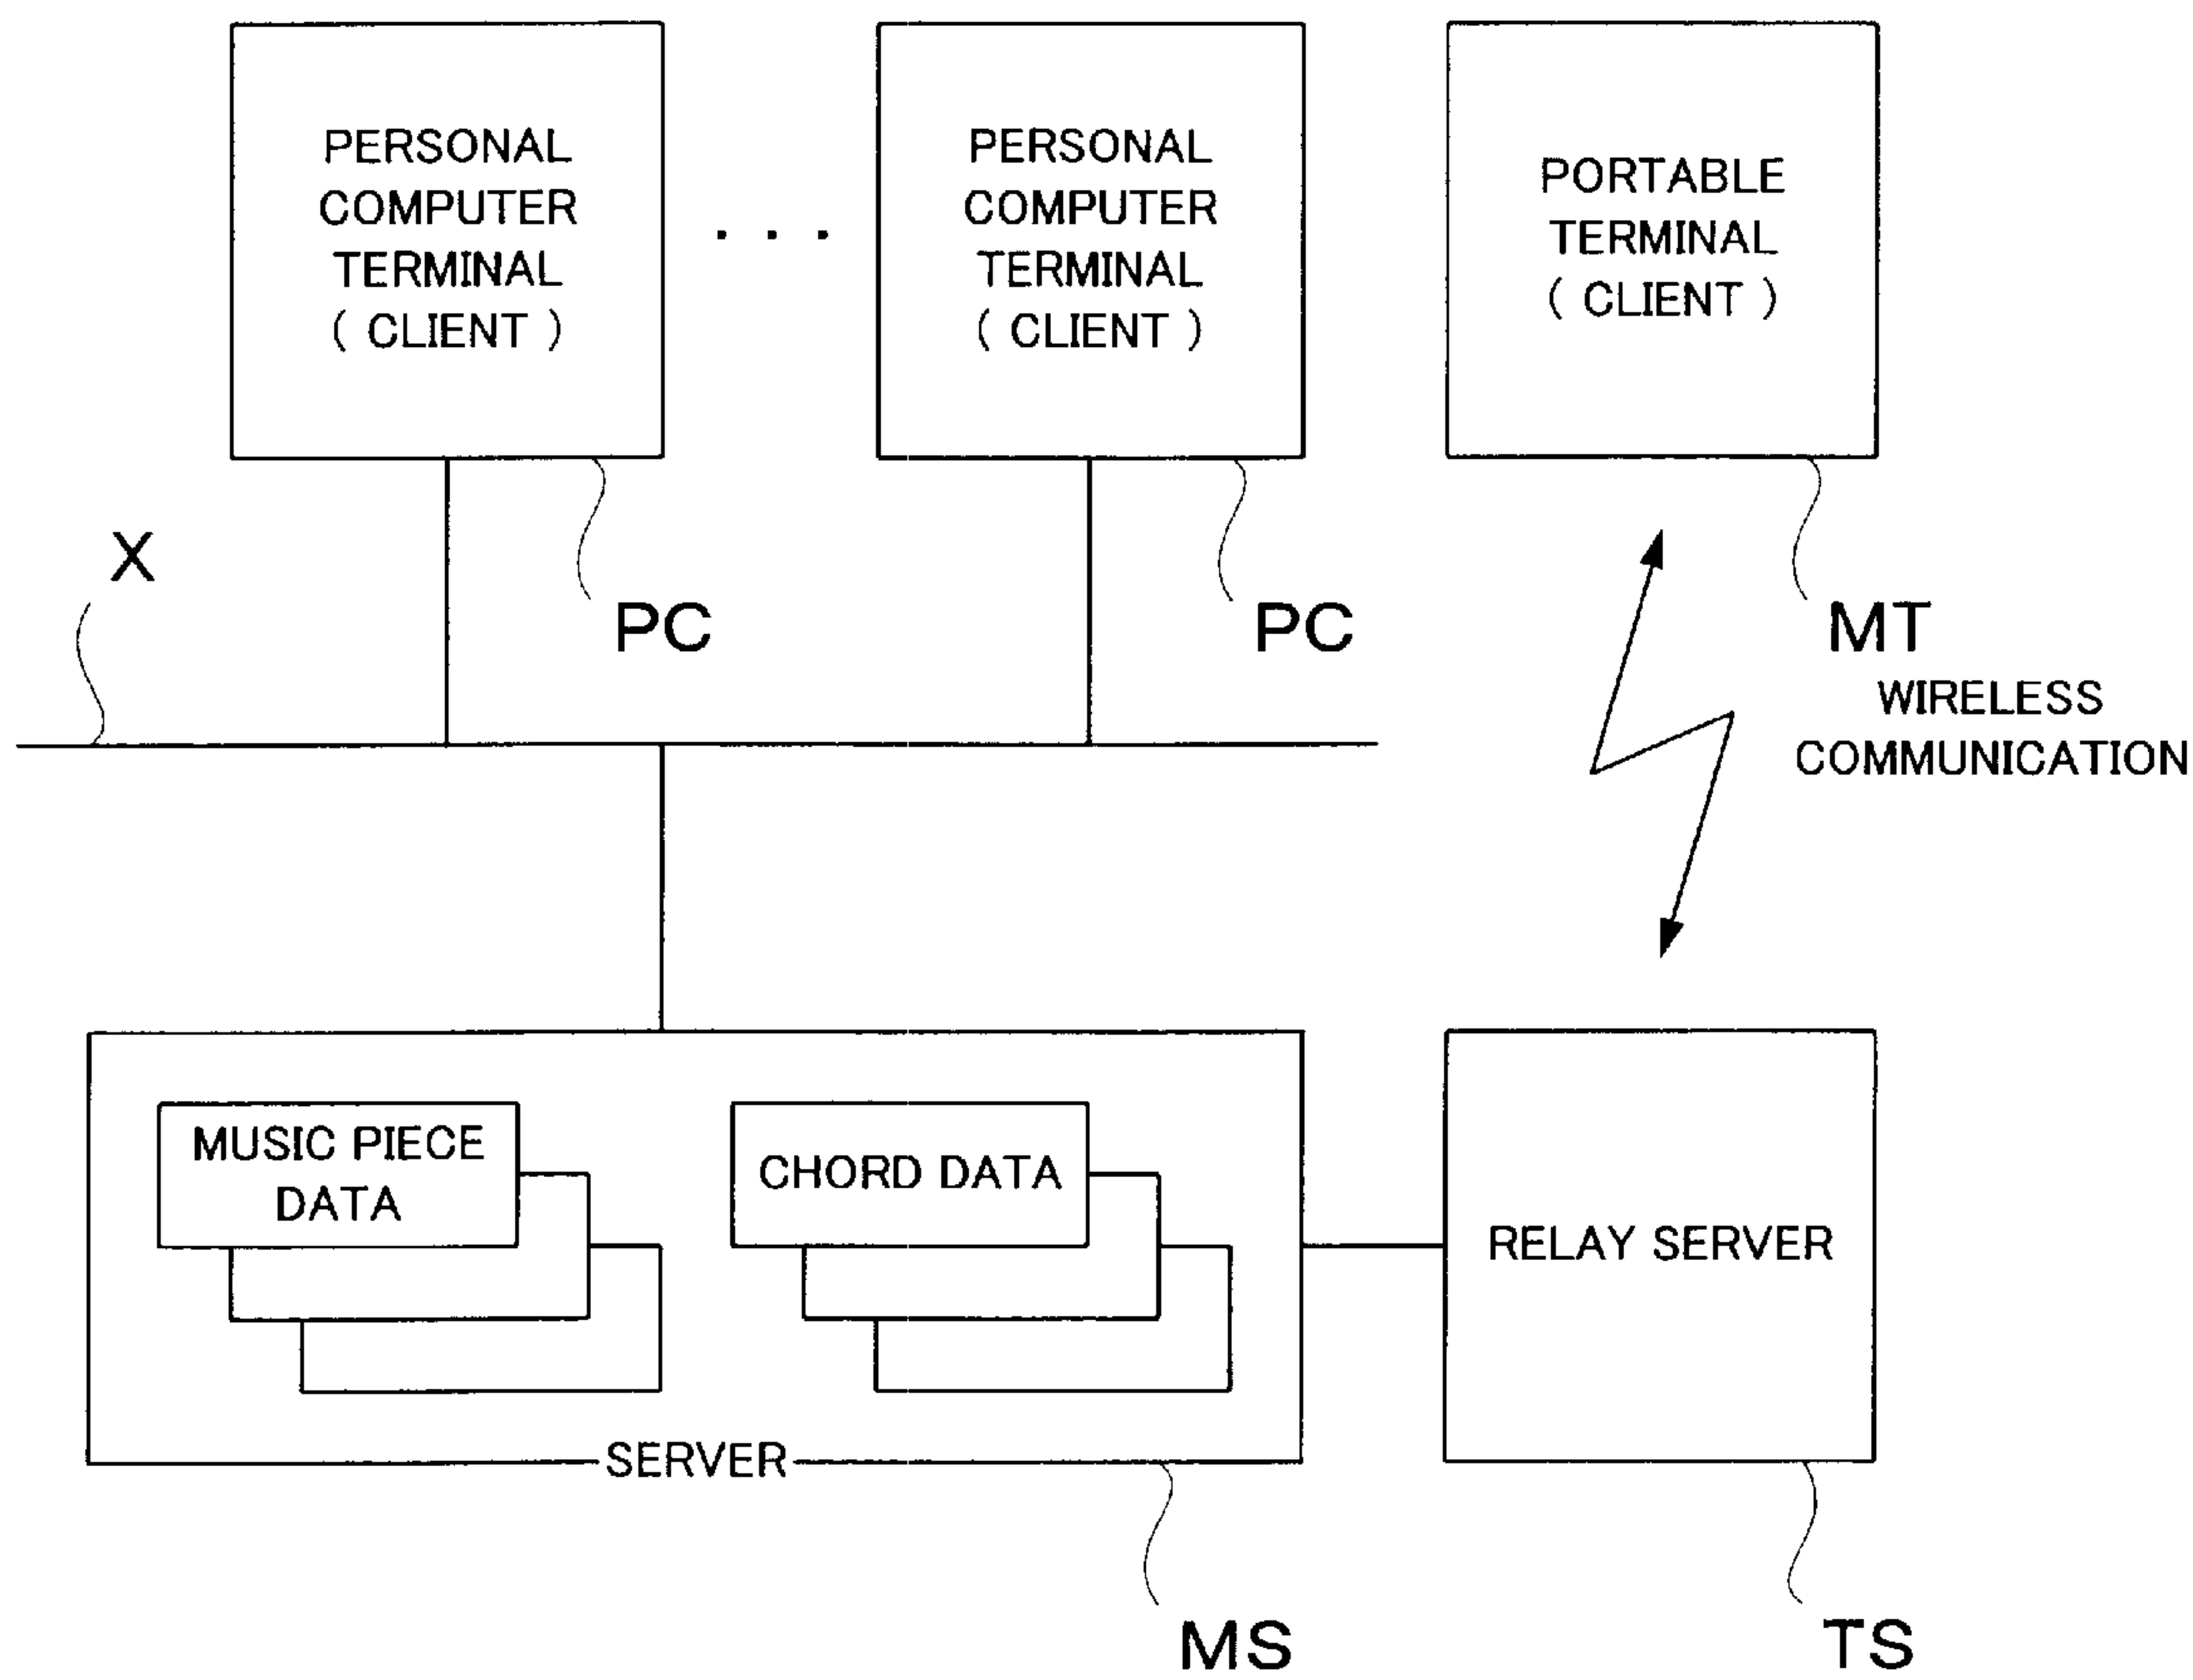 PERSONAL
COMPUTER
TERMINAL
( CLIENT )
. . .
PERSONAL
COMPUTER
TERMINAL
( CLIENT )
PORTABLE
TERMINAL
( CLIENT )
X
PC
PC
MT
WIRELESS
COMMUNICATION
MUSIC PIECE
DATA
CHORD DATA
RELAY SERVER
SERVER
MS
TS